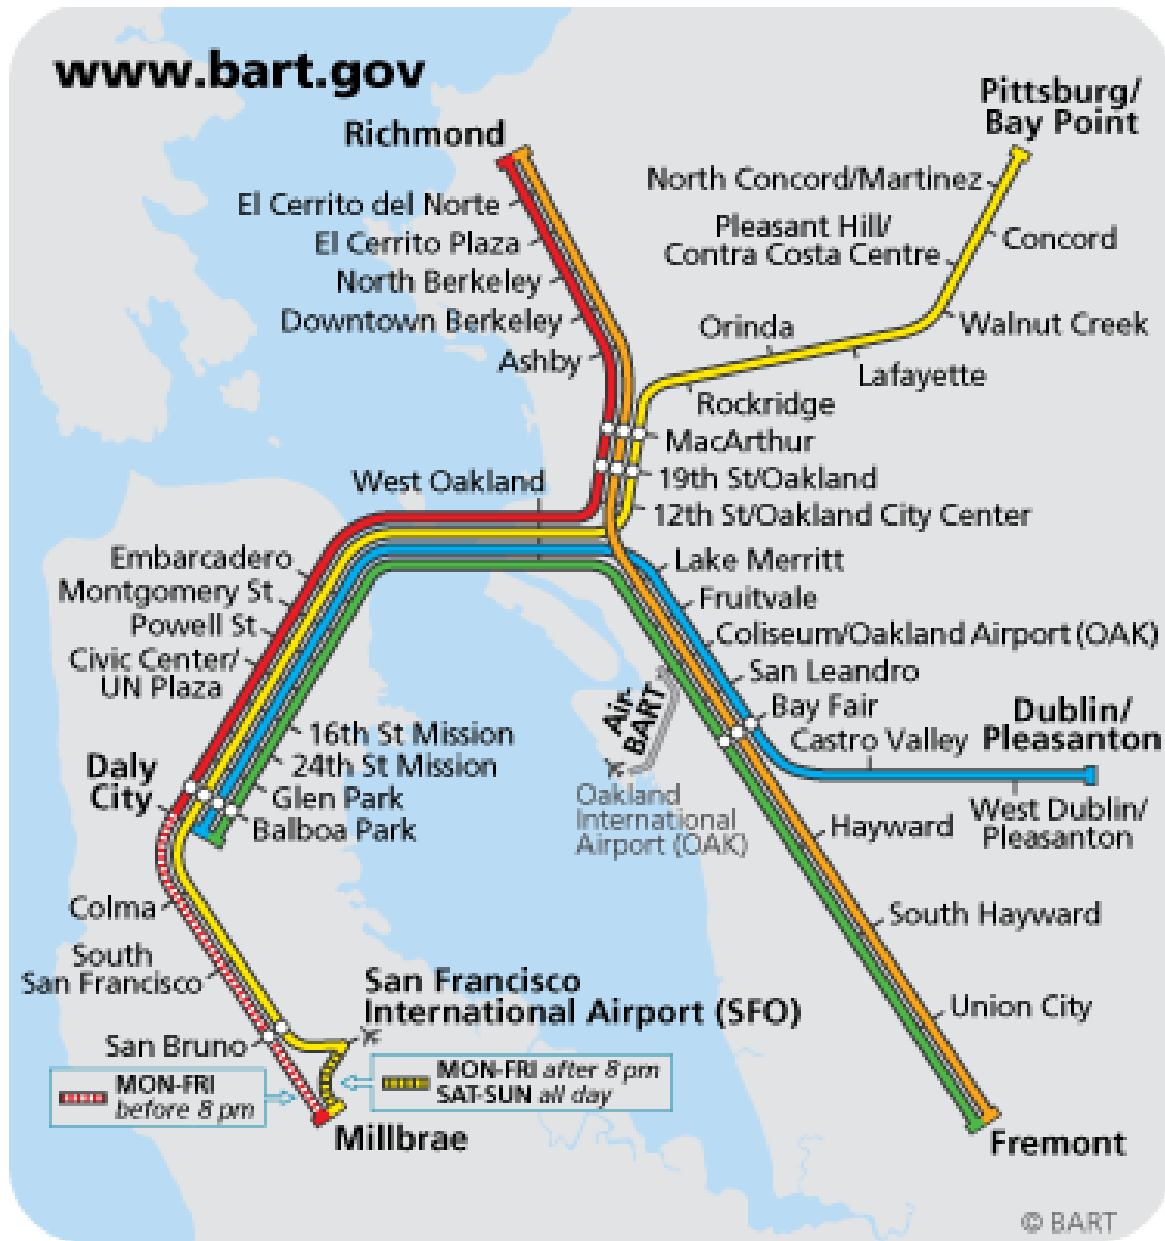 www.bart.gov
Richmond
Pittsburg/
Bay Point
North Concord/Martinez
El Cerrito del Norte
Pleasant Hill/
Contra Costa Centre
Concord
El Cerrito Plaza
North Berkeley
Downtown Berkeley
Orinda
Walnut Creek
Ashby
Lafayette
Rockridge
MacArthur
19th St/Oakland
West Oakland
12th St/Oakland City Center
Embarcadero
Lake Merritt
Montgomery St
Fruitvale
Powell St
Coliseum/Oakland Airport (OAK)
Civic Center/
UN Plaza
San Leandro
Air-
BART
Bay Fair
Dublin/
Pleasanton
Castro Valley
16th St Mission
24th St Mission
Daly
City
Glen Park
Balboa Park
Oakland
International
Airport (OAK)
West Dublin/
Pleasanton
Hayward
Colma
South Hayward
South
San Francisco
San Francisco
International Airport (SFO)
Union City
San Bruno
MON-FRI
before 8 pm
MON-FRI after 8 pm
SAT-SUN all day
Millbrae
Fremont
© BART